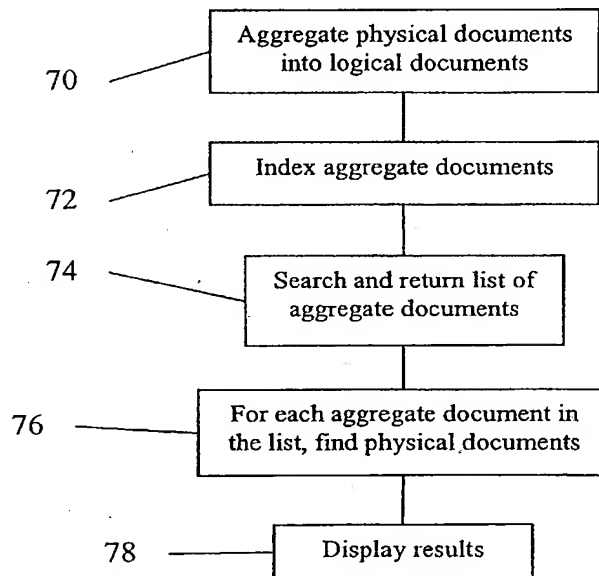 Aggregate physical documents
into logical documents
70
Index aggregate documents
72
74
Search and return list of
aggregate documents
76
For each aggregate document in
the list, find physical documents
78
Display results